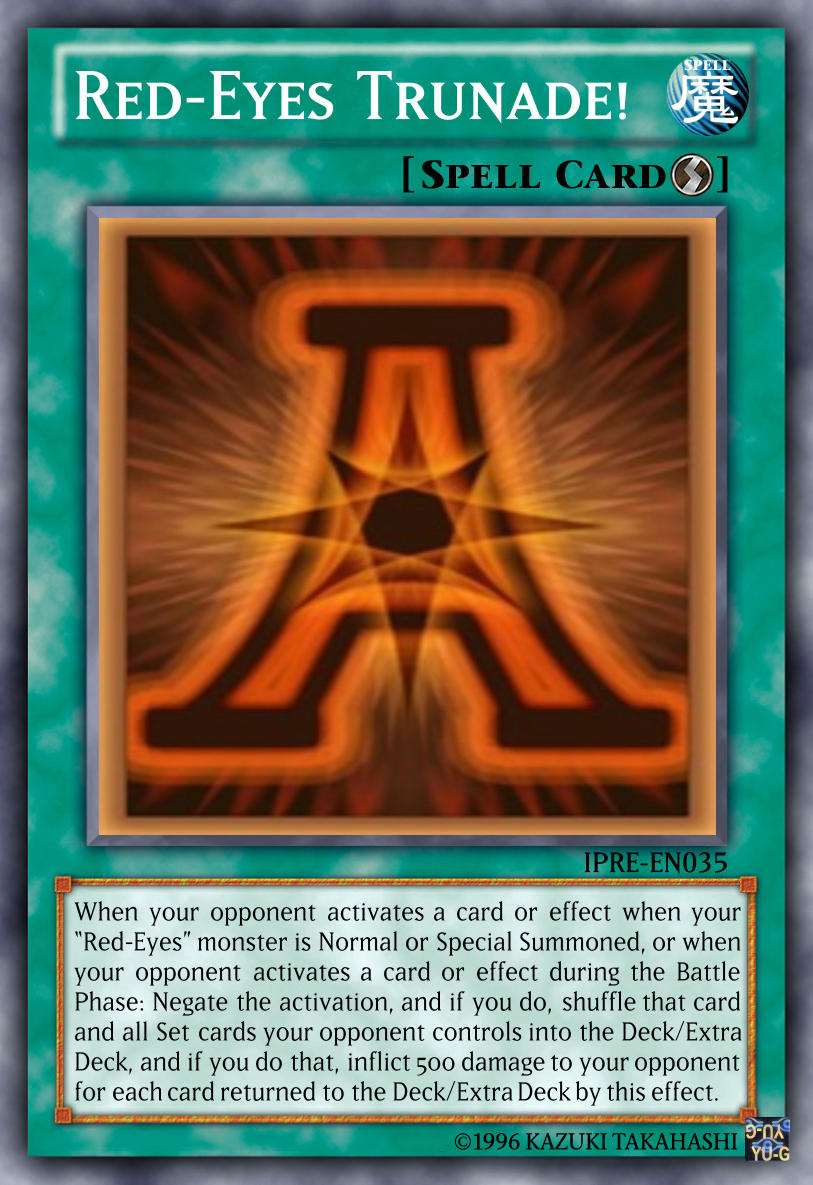 Red-Eyes Trunade!
SPELL
魔
[Spell Card]
A
IPRE-EN035
When your opponent activates a card or effect when your
“Red-Eyes” monster is Normal or Special Summoned, or when
your opponent activates a card or effect during the Battle
Phase: Negate the activation, and if you do, shuffle that card
and all Set cards your opponent controls into the Deck/Extra
Deck, and if you do that, inflict 500 damage to your opponent
for each card returned to the Deck/Extra Deck by this effect.
©1996 KAZUKI TAKAHASHI
YU-G
YU-G